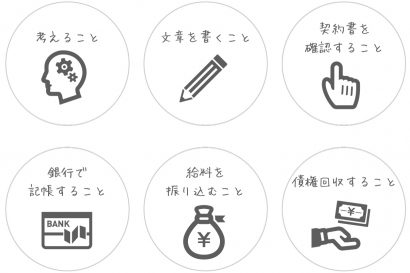 考えること
文章を書くこと
契約書を
確認すること
銀行で
記帳すること
BANK
給料を
振り込むこと
¥
債権回収すること
¥